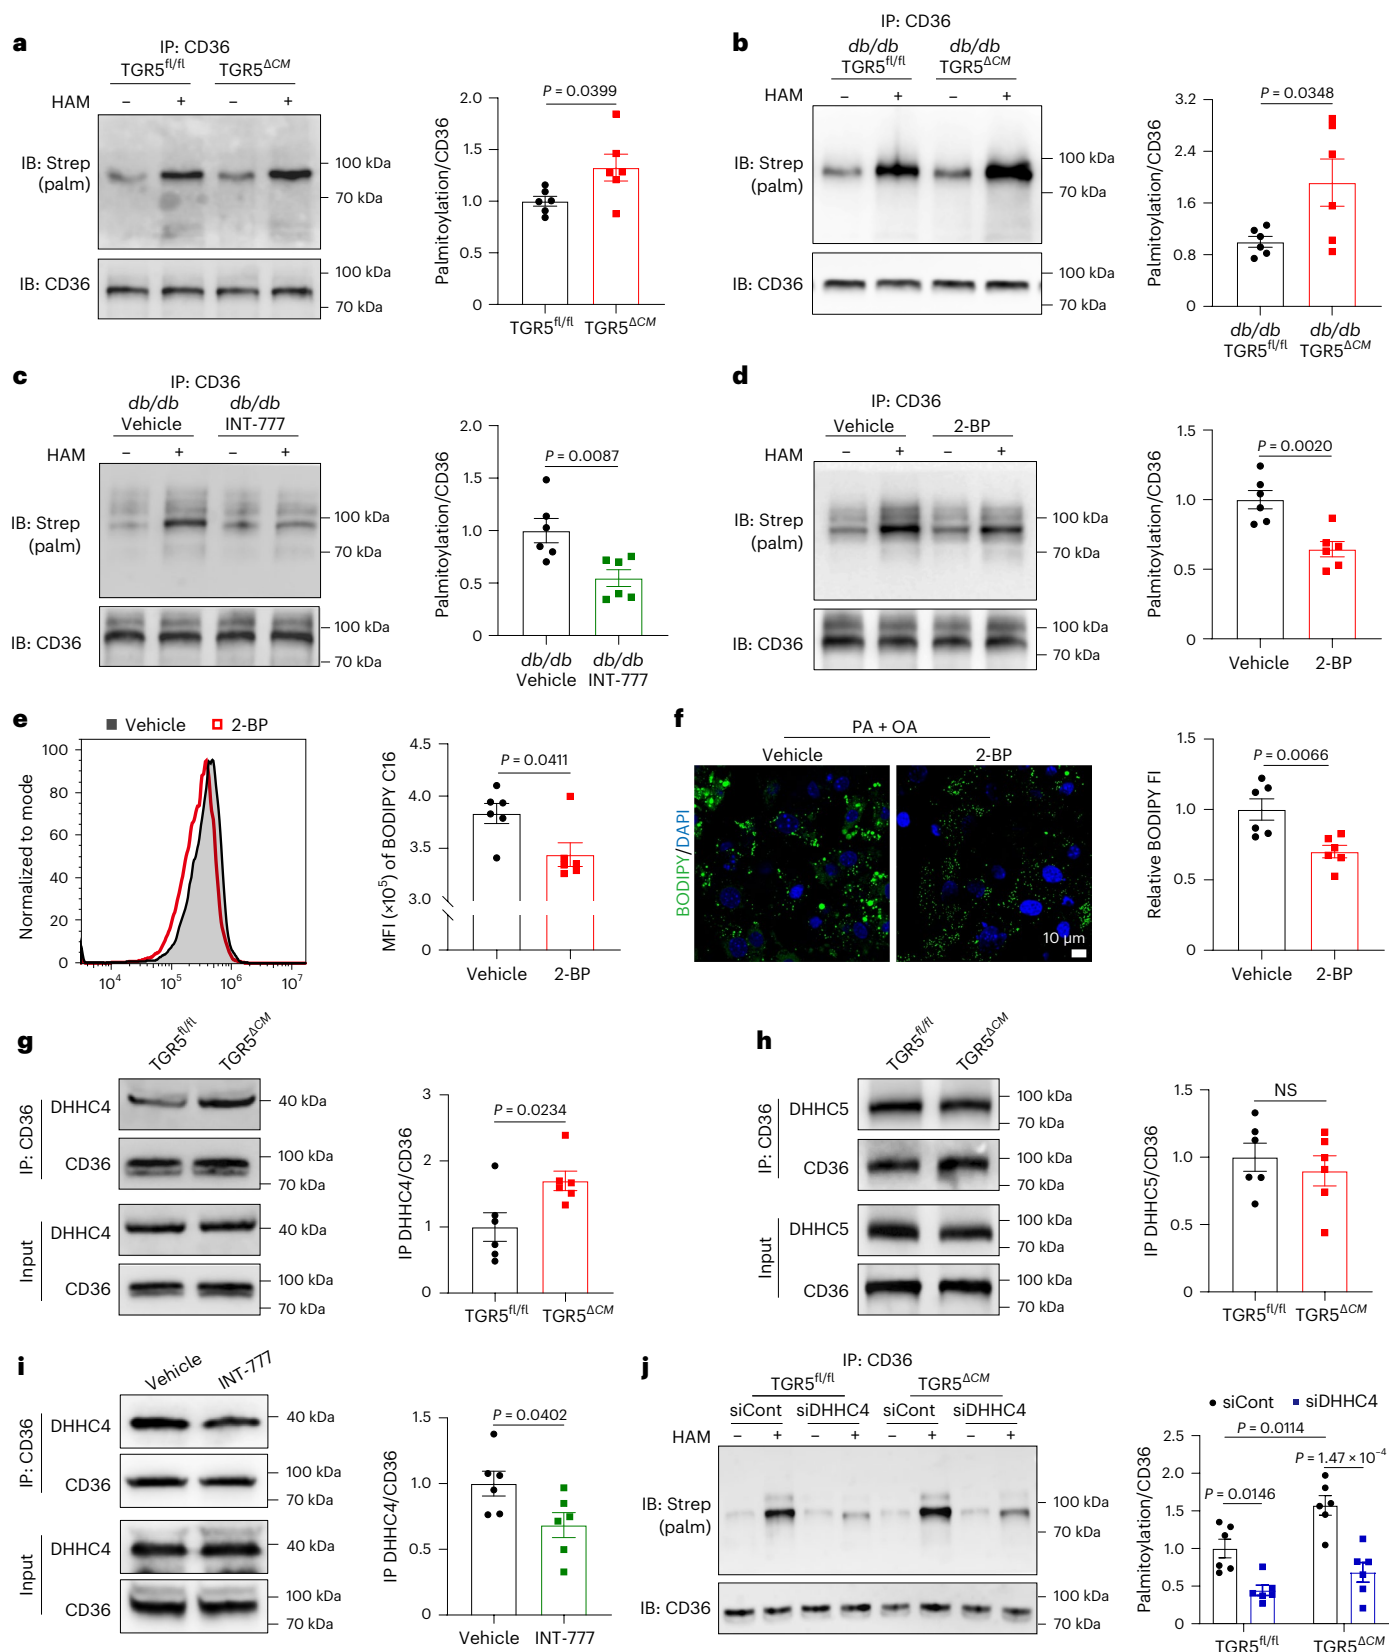 a
IP: CD36
TGR5fl/fl TGR5ΔCM
HAM – + – +
IB: Strep
(palm)
100 kDa
70 kDa
IB: CD36
100 kDa
70 kDa
Palmitoylation/CD36
2.0
1.5
1.0
0.5
0
P = 0.0399
TGR5fl/fl TGR5ΔCM
b
IP: CD36
db/db db/db
TGR5fl/fl TGR5ΔCM
HAM – + – +
IB: Strep
(palm)
100 kDa
70 kDa
IB: CD36
100 kDa
70 kDa
Palmitoylation/CD36
3.2
2.4
1.6
0.8
0
P = 0.0348
db/db db/db
TGR5fl/fl TGR5ΔCM
c
IP: CD36
db/db db/db
Vehicle INT-777
HAM – + – +
IB: Strep
(palm)
100 kDa
70 kDa
IB: CD36
100 kDa
70 kDa
Palmitoylation/CD36
2.0
1.5
1.0
0.5
0
P = 0.0087
db/db db/db
Vehicle INT-777
d
IP: CD36
Vehicle 2-BP
HAM – + – +
IB: Strep
(palm)
100 kDa
70 kDa
IB: CD36
100 kDa
70 kDa
Palmitoylation/CD36
1.5
1.0
0.5
0
P = 0.0020
Vehicle 2-BP
e
Vehicle 2-BP
Normalized to mode
100
80
60
40
20
0
10⁴ 10⁵ 10⁶ 10⁷
MFI (×10⁵) of BODIPY C16
4.5
4.0
3.5
3.0
0
P = 0.0411
Vehicle 2-BP
f
PA + OA
Vehicle 2-BP
BODIPY/DAPI
10 µm
Relative BODIPY FI
1.5
1.0
0.5
0
P = 0.0066
Vehicle 2-BP
g
TGR5fl/fl TGR5ΔCM
IP: CD36
DHHC4
40 kDa
CD36
100 kDa
70 kDa
Input
DHHC4
40 kDa
CD36
100 kDa
70 kDa
IP DHHC4/CD36
3
2
1
0
P = 0.0234
TGR5fl/fl TGR5ΔCM
h
TGR5fl/fl TGR5ΔCM
IP: CD36
DHHC5
100 kDa
70 kDa
CD36
100 kDa
70 kDa
Input
DHHC5
100 kDa
70 kDa
CD36
100 kDa
70 kDa
IP DHHC5/CD36
1.5
1.0
0.5
0
NS
TGR5fl/fl TGR5ΔCM
i
Vehicle INT-777
IP: CD36
DHHC4
40 kDa
CD36
100 kDa
70 kDa
Input
DHHC4
40 kDa
CD36
100 kDa
70 kDa
IP DHHC4/CD36
1.5
1.0
0.5
0
P = 0.0402
Vehicle INT-777
j
IP: CD36
TGR5fl/fl TGR5ΔCM
siCont siDHHC4 siCont siDHHC4
HAM – + – + – + – +
IB: Strep
(palm)
100 kDa
70 kDa
IB: CD36
100 kDa
70 kDa
siCont siDHHC4
Palmitoylation/CD36
2.5
2.0
1.5
1.0
0.5
0
P = 0.0114
P = 1.47 × 10⁻⁴
P = 0.0146
TGR5fl/fl TGR5ΔCM